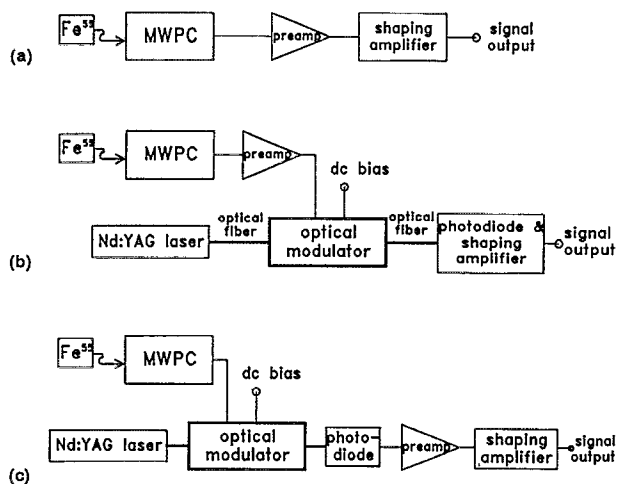 (a)
Fe⁵⁵
MWPC
preamp
shaping
amplifier
signal
output
(b)
Fe⁵⁵
MWPC
preamp
dc bias
Nd:YAG laser
optical
fiber
optical
modulator
optical
fiber
photodiode &
shaping
amplifier
signal
output
(c)
Fe⁵⁵
MWPC
dc bias
Nd:YAG laser
optical
modulator
photo-
diode
preamp
shaping
amplifier
signal
output